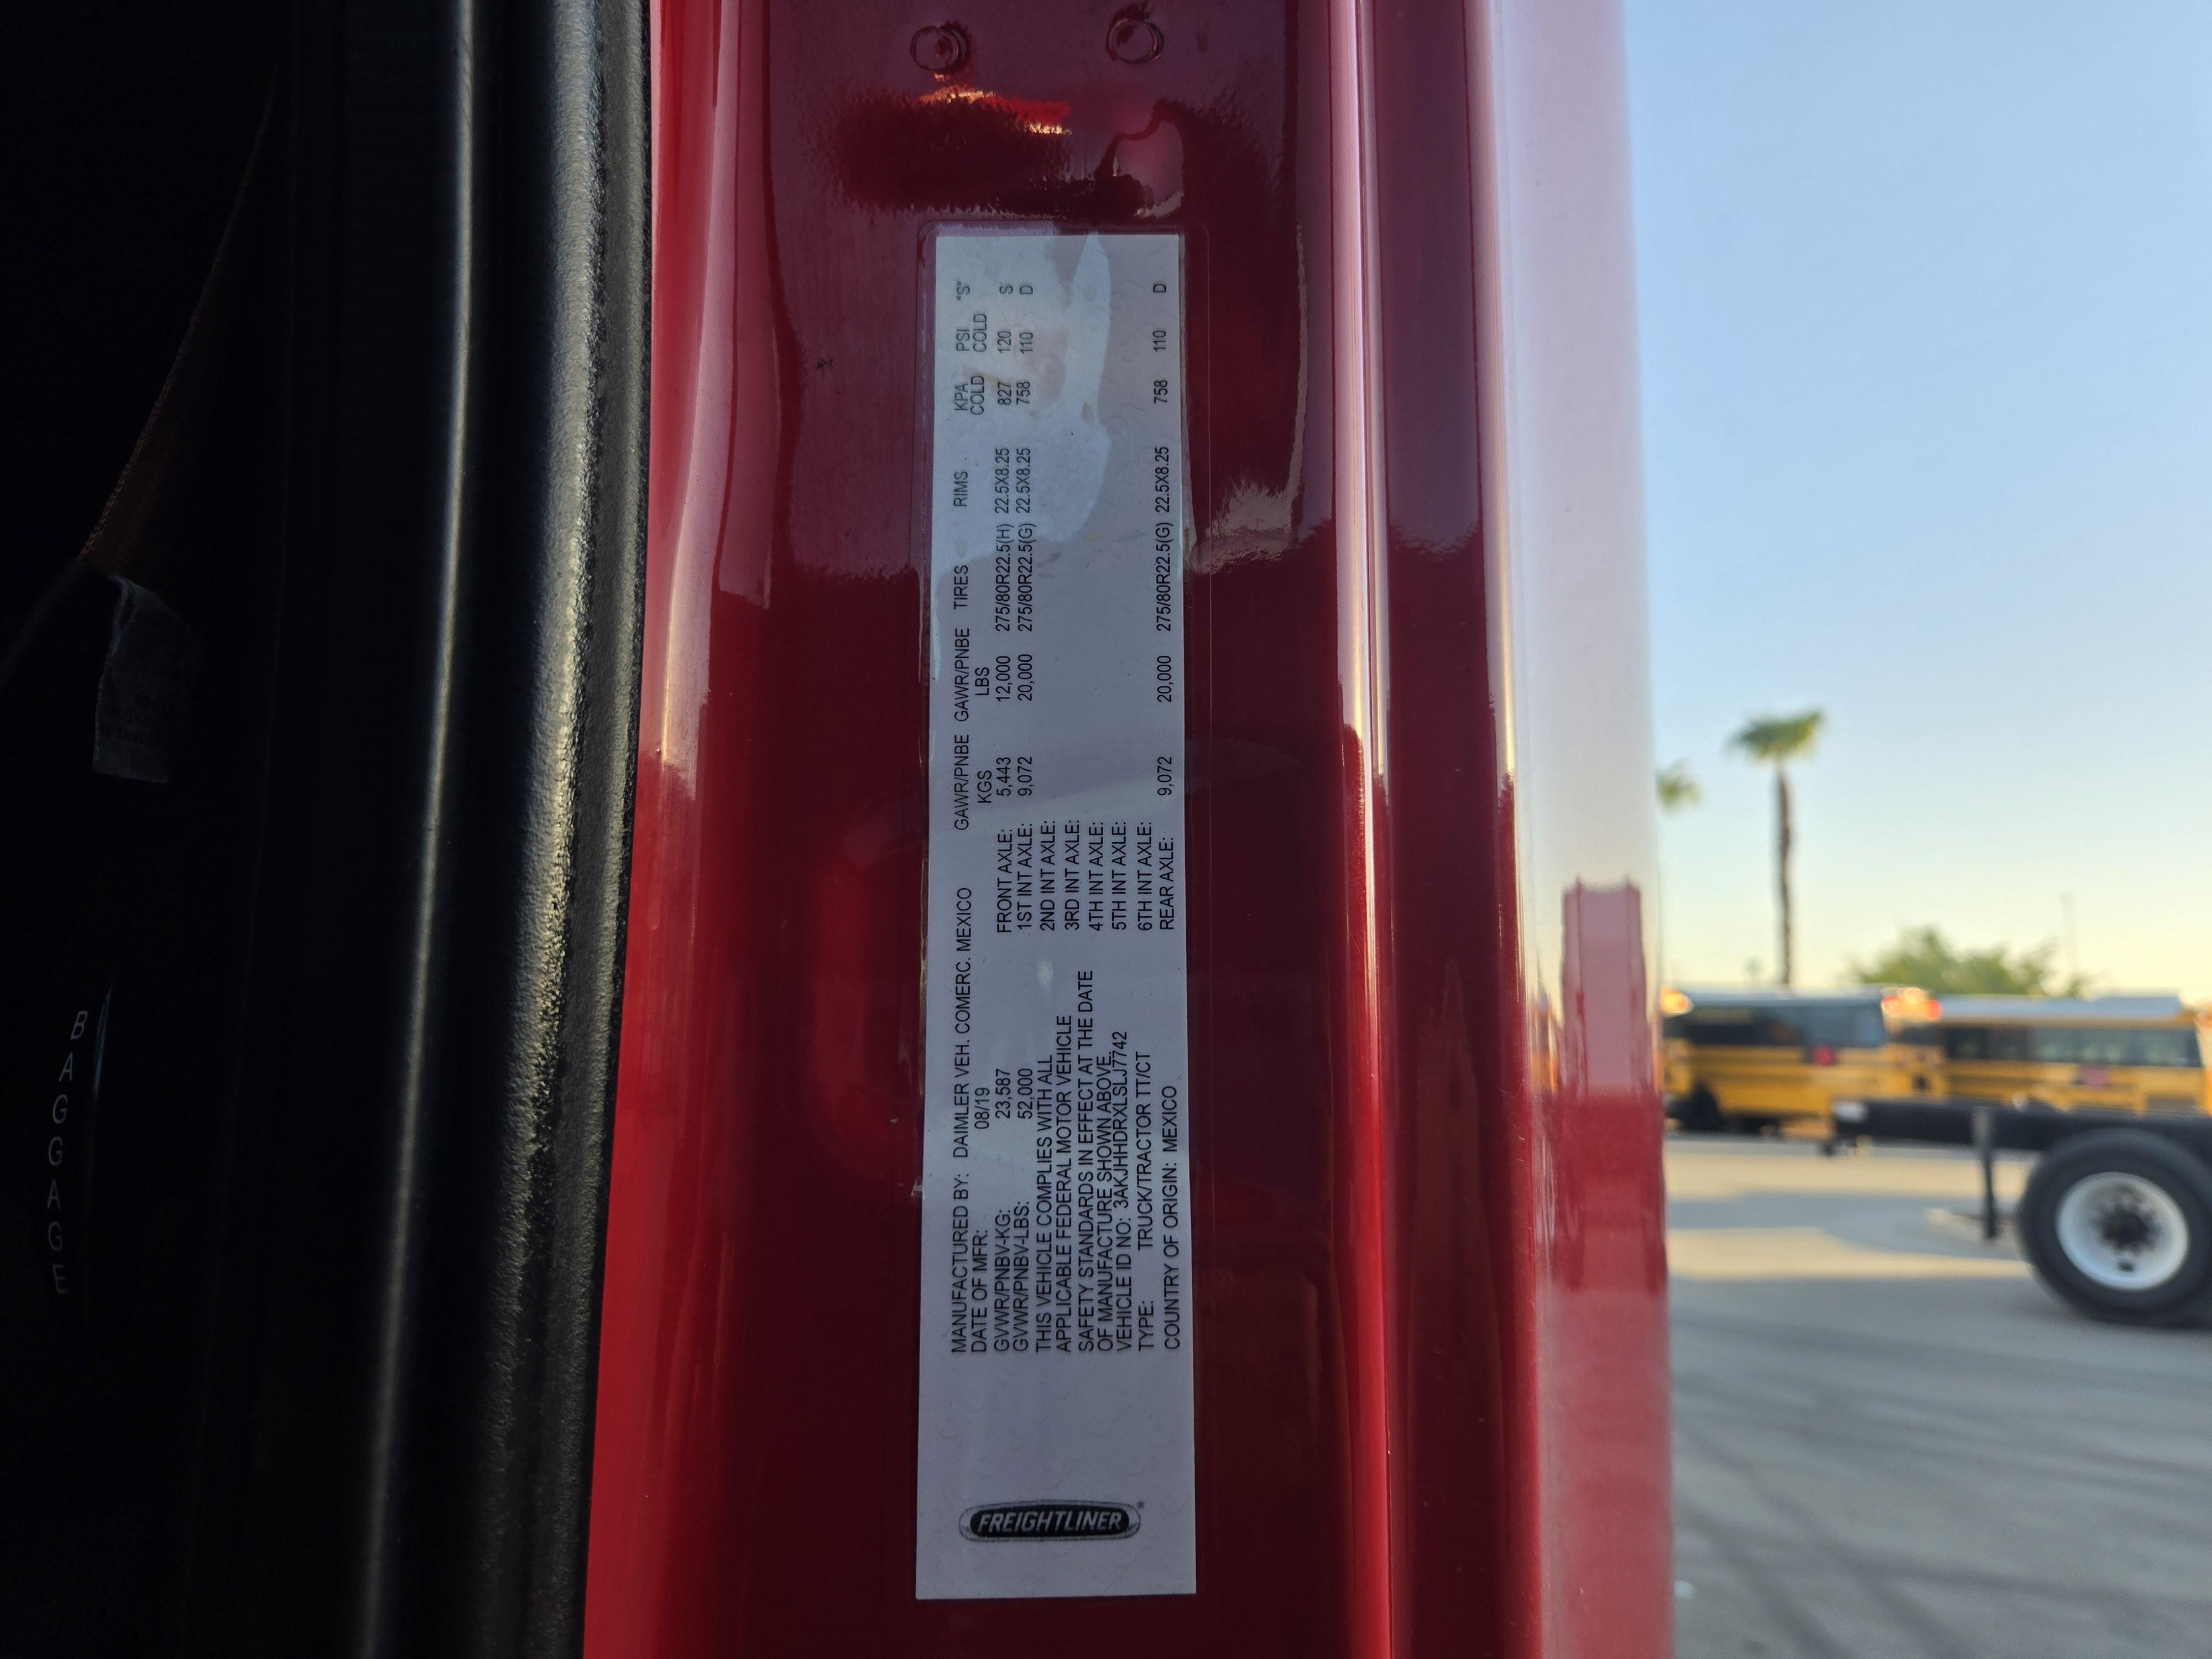 FREIGHTLINER®
MANUFACTURED BY: DAIMLER VEH. COMERC. MEXICO
DATE OF MFR: 08/19
GVWR/PNBV-KG: 23,587
GVWR/PNBV-LBS: 52,000
THIS VEHICLE COMPLIES WITH ALL
APPLICABLE FEDERAL MOTOR VEHICLE
SAFETY STANDARDS IN EFFECT AT THE DATE
OF MANUFACTURE SHOWN ABOVE.
VEHICLE ID NO: 3AKJHHDRXLSLJ7742
TYPE: TRUCK/TRACTOR TT/CT
COUNTRY OF ORIGIN: MEXICO
GAWR/PNBE GAWR/PNBE TIRES RIMS KPA PSI "S"
KGS LBS COLD COLD
FRONT AXLE: 5,443 12,000 275/80R22.5(H) 22.5X8.25 827 120 S
1ST INT AXLE: 9,072 20,000 275/80R22.5(G) 22.5X8.25 758 110 D
2ND INT AXLE:
3RD INT AXLE:
4TH INT AXLE:
5TH INT AXLE:
6TH INT AXLE:
REAR AXLE: 9,072 20,000 275/80R22.5(G) 22.5X8.25 758 110 D
BAGGAGE